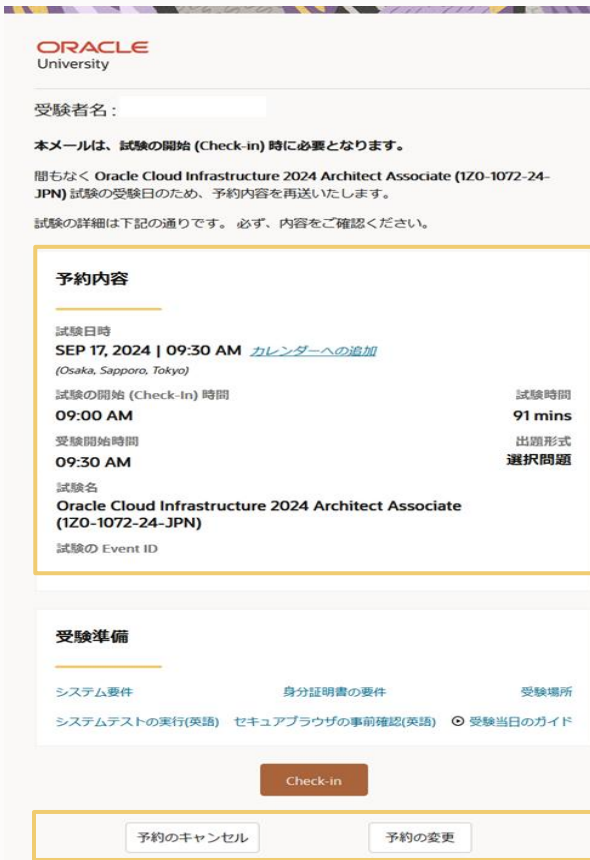 ORACLE
University
受験者名 :
本メールは、試験の開始 (Check-in) 時に必要となります。
間もなく Oracle Cloud Infrastructure 2024 Architect Associate (1Z0-1072-24-
JPN) 試験の受験日のため、予約内容を再送いたします。
試験の詳細は下記の通りです。 必ず、内容をご確認ください。
予約内容
試験日時
SEP 17, 2024 | 09:30 AM カレンダーへの追加
(Osaka, Sapporo, Tokyo)
試験の開始 (Check-In) 時間 試験時間
09:00 AM 91 mins
受験開始時間 出題形式
09:30 AM 選択問題
試験名
Oracle Cloud Infrastructure 2024 Architect Associate
(1Z0-1072-24-JPN)
試験の Event ID
受験準備
システム要件 身分証明書の要件 受験場所
システムテストの実行(英語) セキュアブラウザの事前確認(英語) 受験当日のガイド
Check-in
予約のキャンセル 予約の変更